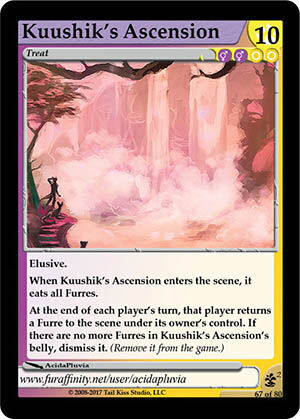 Kuushik's Ascension
10
Treat
Elusive.
When Kuushik's Ascension enters the scene, it
eats all Furres.
At the end of each player's turn, that player returns
a Furre to the scene under its owner's control. If
there are no more Furres in Kuushik's Ascension's
belly, dismiss it. (Remove it from the game.)
AcidaPluvia
www.furaffinity.net/user/acidapluvia
2
© 2008-2017 Tail Kiss Studio, LLC
67 of 80